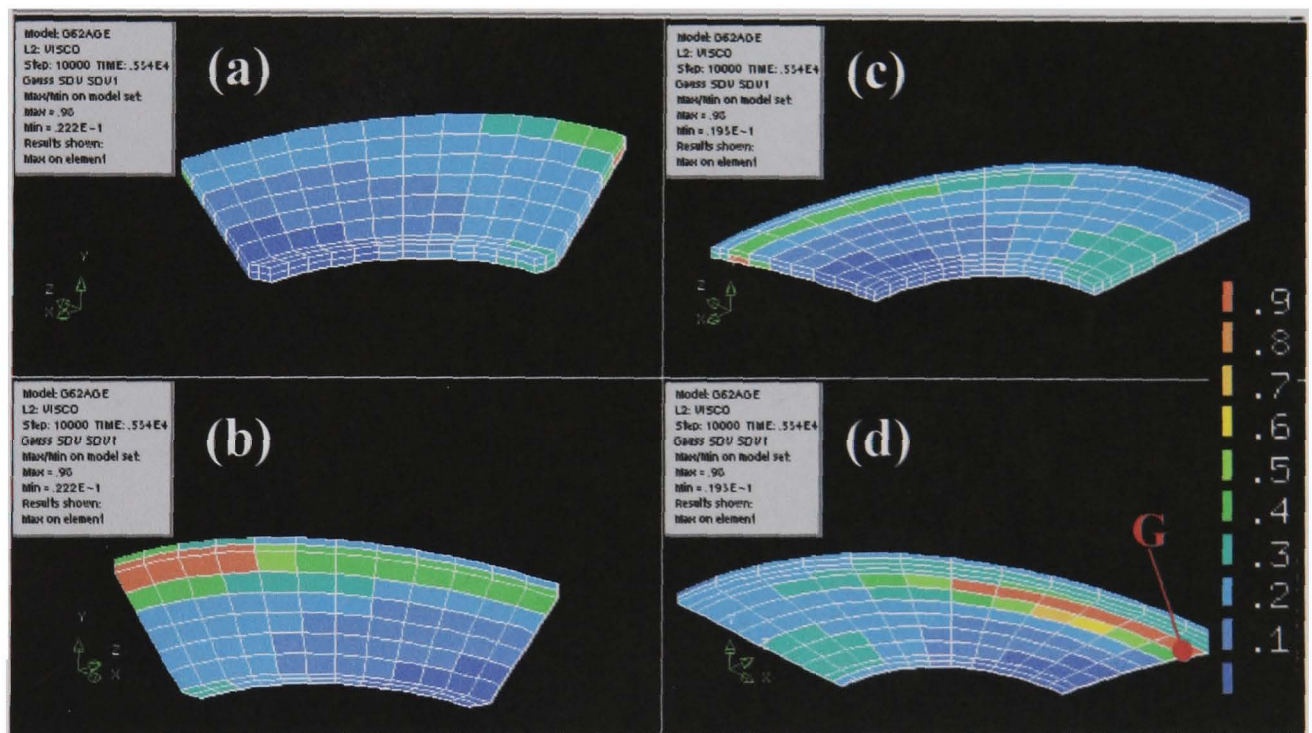 Model: G62AGE
L2: VISCO
Step: 10000 TIME: .554E4
Gauss SDV SDV1
Max/Min on model set:
Max = .98
Min = .222E-1
Results shown:
Max on element
(a)
Y
Z
X
Model: G62AGE
L2: VISCO
Step: 10000 TIME: .554E4
Gauss SDV SDV1
Max/Min on model set:
Max = .98
Min = .195E-1
Results shown:
Max on element
(c)
Z
X
Model: G62AGE
L2: VISCO
Step: 10000 TIME: .554E4
Gauss SDV SDV1
Max/Min on model set:
Max = .98
Min = .222E-1
Results shown:
Max on element
(b)
Y
Z
X
Model: G62AGE
L2: VISCO
Step: 10000 TIME: .554E4
Gauss SDV SDV1
Max/Min on model set:
Max = .98
Min = .195E-1
Results shown:
Max on element
(d)
G
X
.9
.8
.7
.6
.5
.4
.3
.2
.1